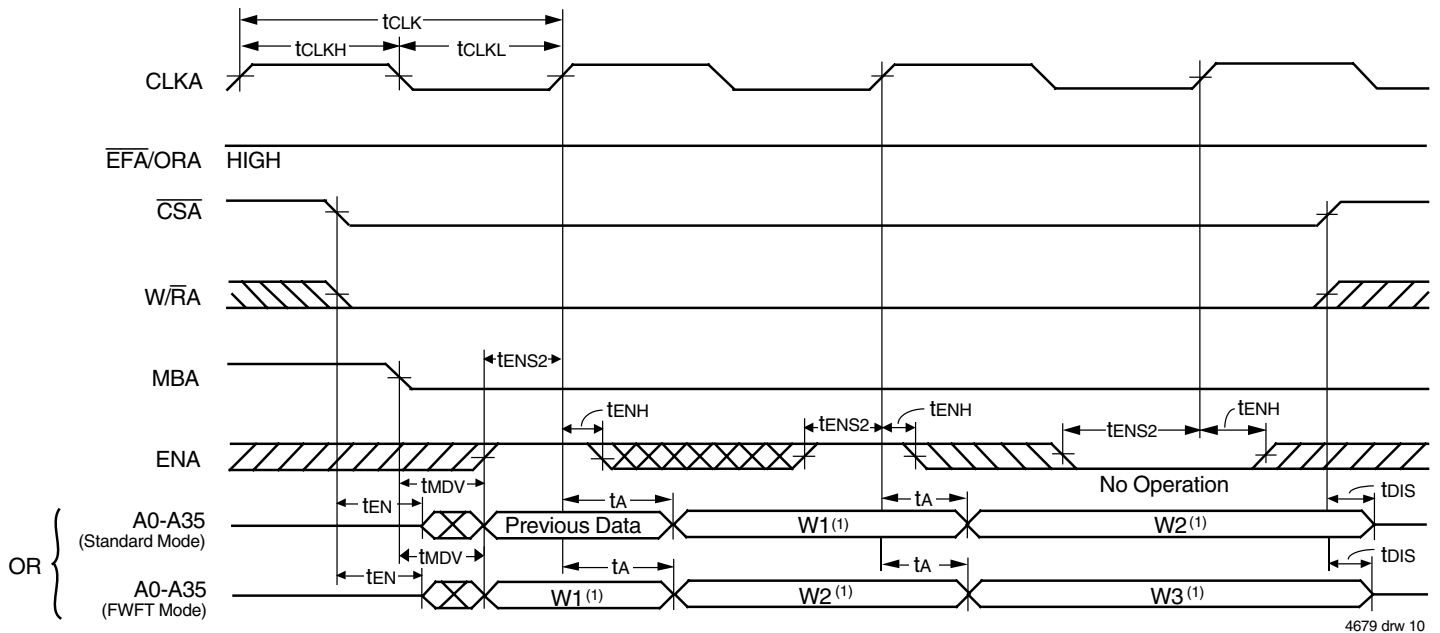 tCLK
tCLKH
tCLKL
CLKA
EFA/ORA HIGH
CSA
W/RA
MBA
tENS2
tENH
tENS2
tENH
tENS2
tENH
ENA
No Operation
tMDV
tEN
tA
tA
tDIS
A0-A35
(Standard Mode)
Previous Data
W1(1)
W2(1)
OR
tMDV
tEN
tA
tA
tDIS
A0-A35
(FWFT Mode)
W1(1)
W2(1)
W3(1)
4679 drw 10